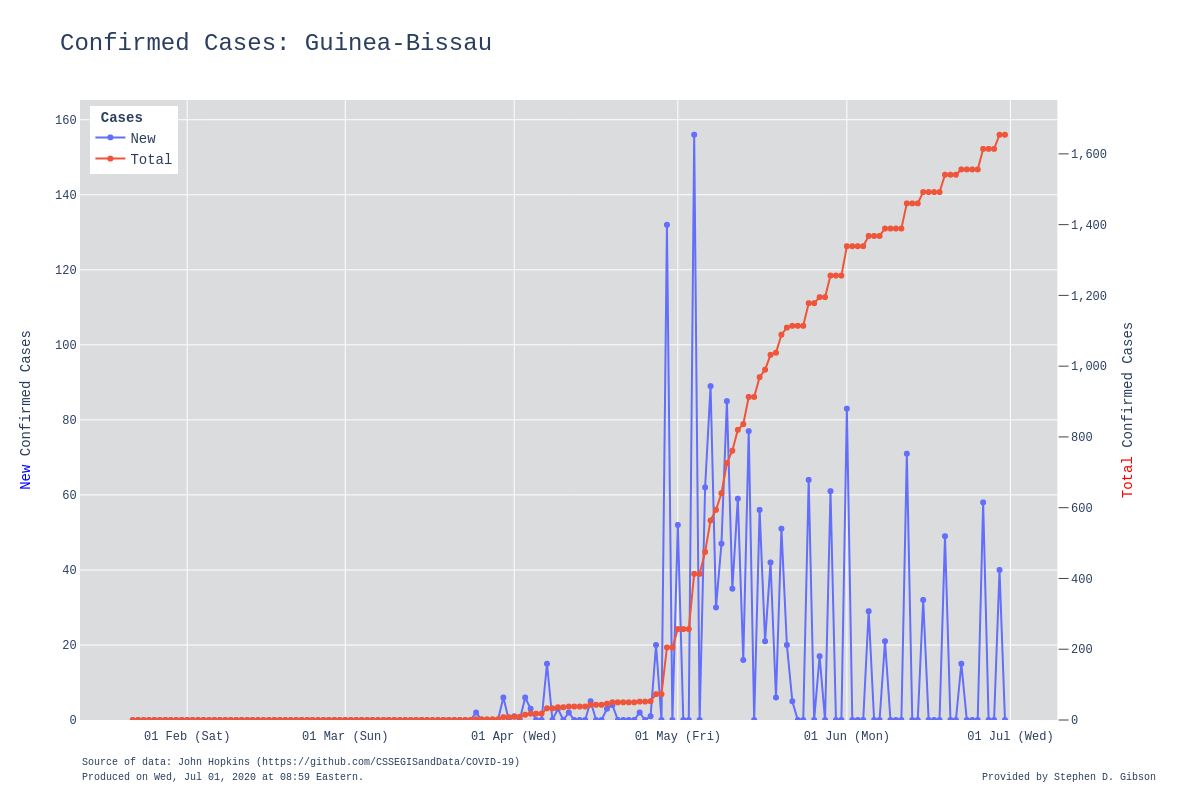 Confirmed Cases: Guinea-Bissau
Cases
New
Total
160
140
120
100
80
60
40
20
0
1,600
1,400
1,200
1,000
800
600
400
200
0
New Confirmed Cases
Total Confirmed Cases
01 Feb (Sat)
01 Mar (Sun)
01 Apr (Wed)
01 May (Fri)
01 Jun (Mon)
01 Jul (Wed)
Source of data: John Hopkins (https://github.com/CSSEGISandData/COVID-19)
Produced on Wed, Jul 01, 2020 at 08:59 Eastern.
Provided by Stephen D. Gibson